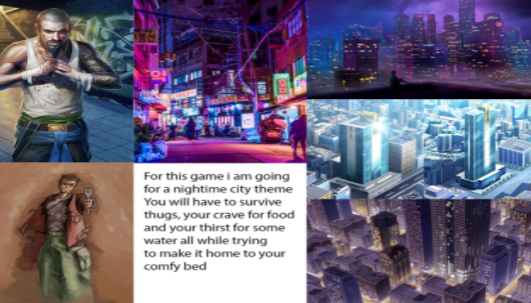 For this game i am going
for a nightime city theme
You will have to survive
thugs, your crave for food
and your thirst for some
water all while trying
to make it home to your
comfy bed